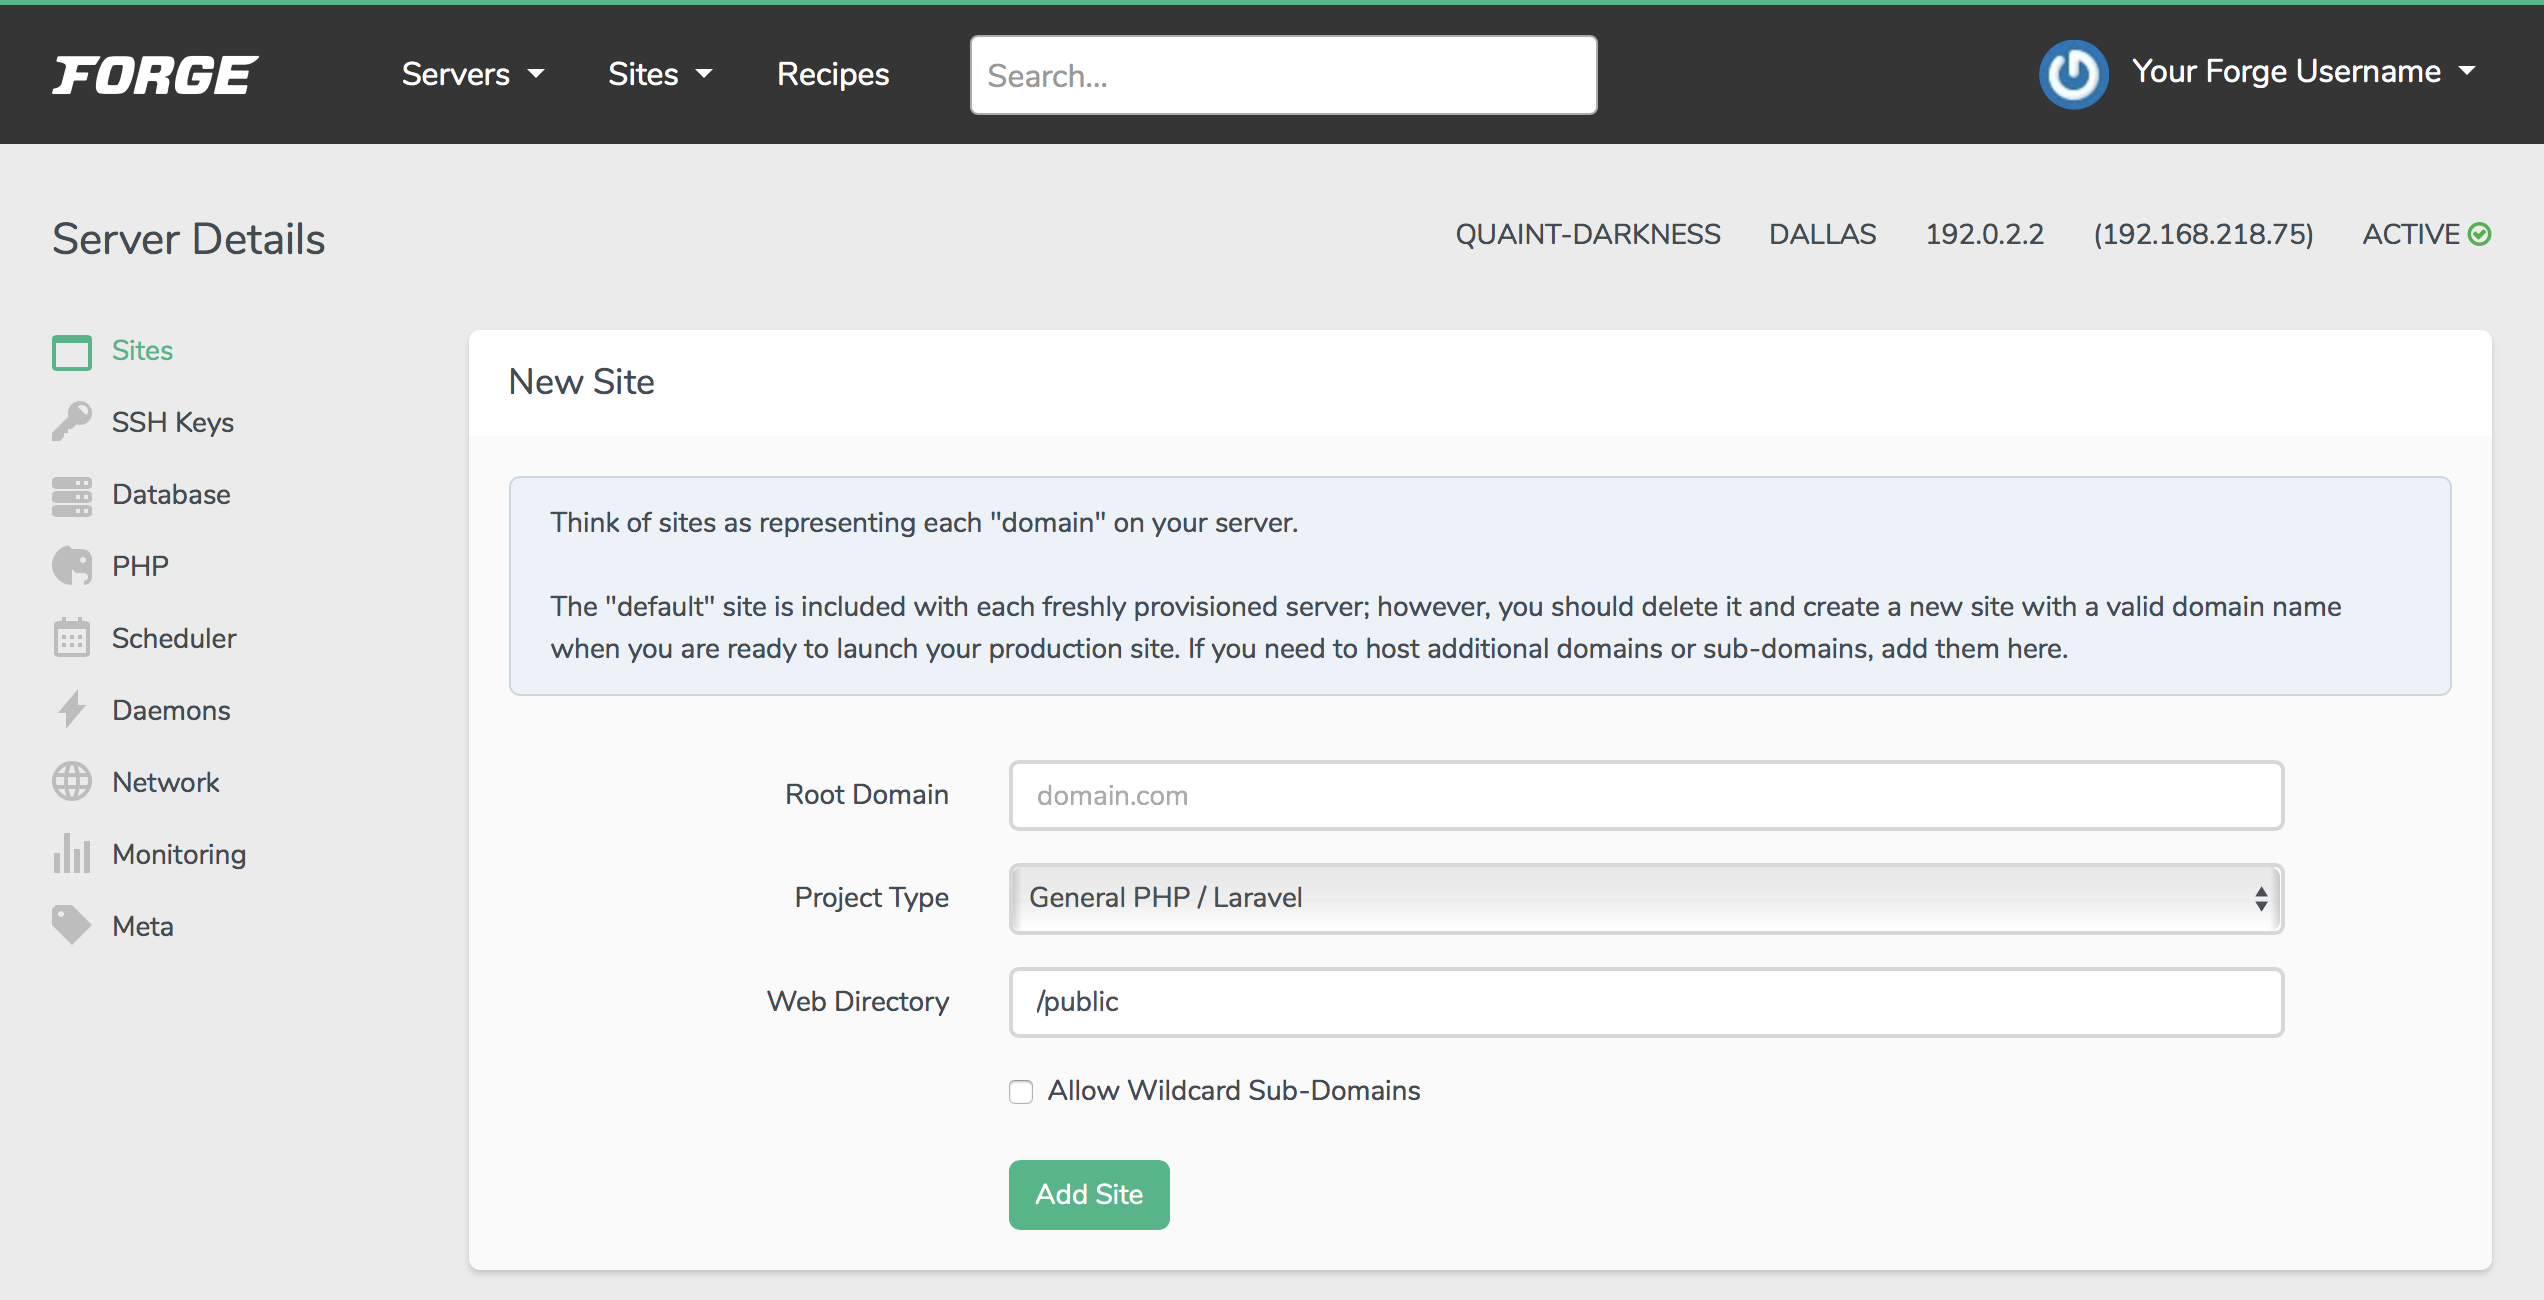 FORGE Servers Sites Recipes Search... Your Forge Username
Server Details QUAINT-DARKNESS DALLAS 192.0.2.2 (192.168.218.75) ACTIVE
Sites
SSH Keys
Database
PHP
Scheduler
Daemons
Network
Monitoring
Meta
New Site
Think of sites as representing each "domain" on your server.
The "default" site is included with each freshly provisioned server; however, you should delete it and create a new site with a valid domain name
when you are ready to launch your production site. If you need to host additional domains or sub-domains, add them here.
Root Domain domain.com
Project Type General PHP / Laravel
Web Directory /public
Allow Wildcard Sub-Domains
Add Site